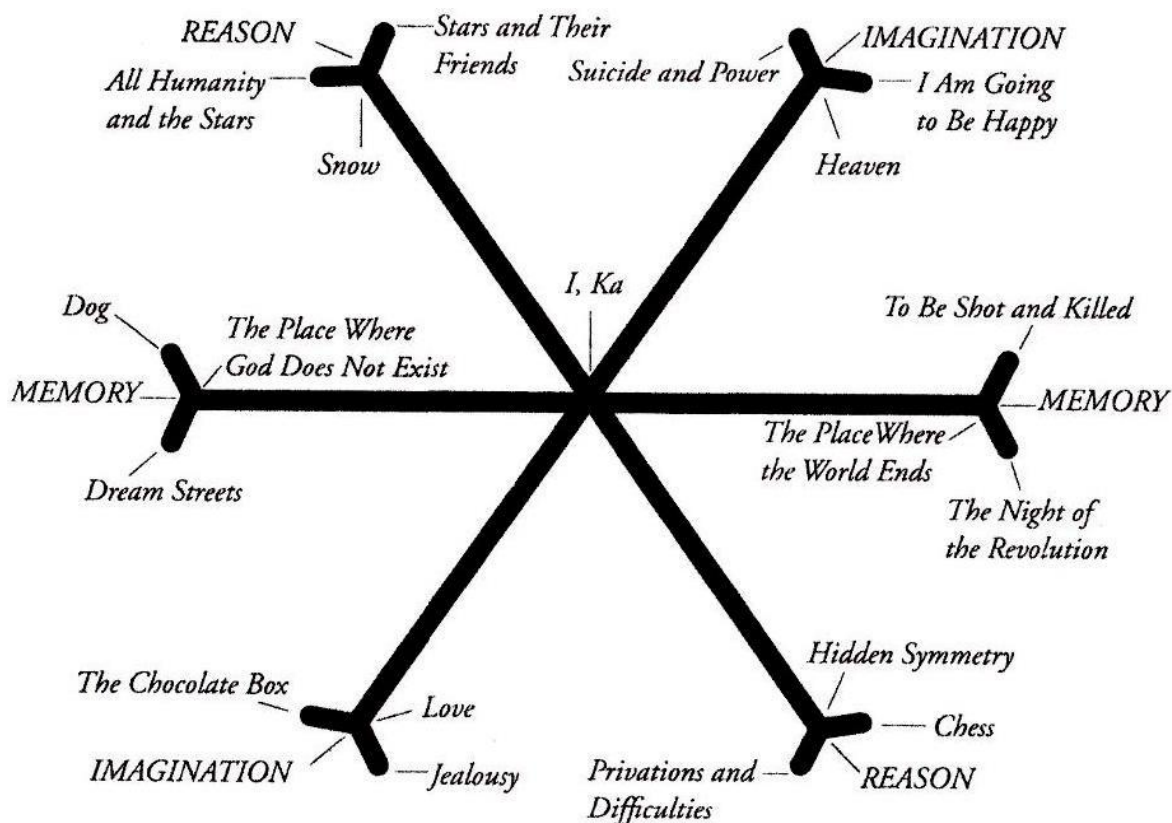 REASON
Stars and Their
Friends
All Humanity
and the Stars
Snow
IMAGINATION
Suicide and Power
I Am Going
to Be Happy
Heaven
I, Ka
Dog
The Place Where
God Does Not Exist
MEMORY
Dream Streets
To Be Shot and Killed
MEMORY
The Place Where
the World Ends
The Night of
the Revolution
The Chocolate Box
Love
IMAGINATION
Jealousy
Hidden Symmetry
Chess
Privations and
Difficulties
REASON